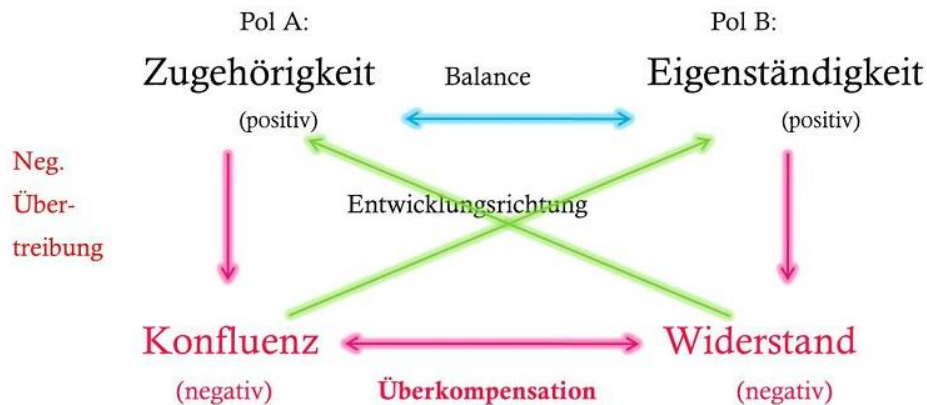 Pol A:
Pol B:
Zugehörigkeit
Balance
Eigenständigkeit
(positiv)
(positiv)
Neg.
Über-
treibung
Entwicklungsrichtung
Konfluenz
Widerstand
(negativ)
Überkompensation
(negativ)